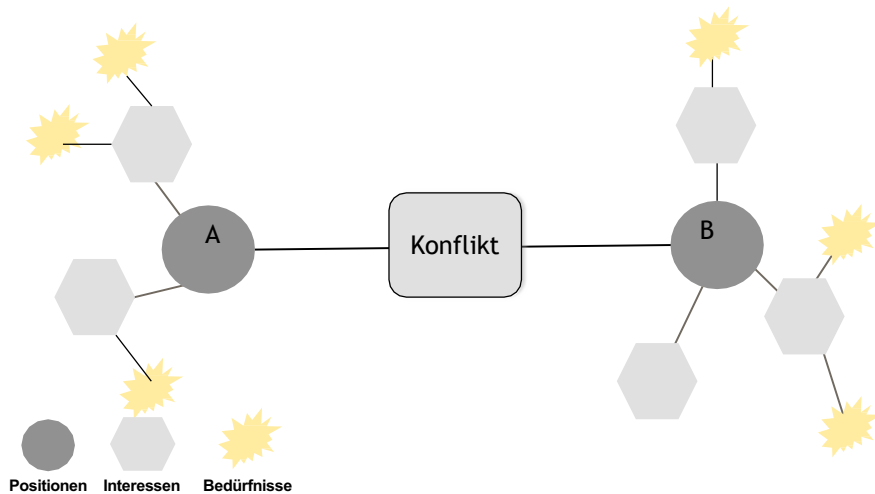 A
B
Konflikt
Positionen Interessen Bedürfnisse